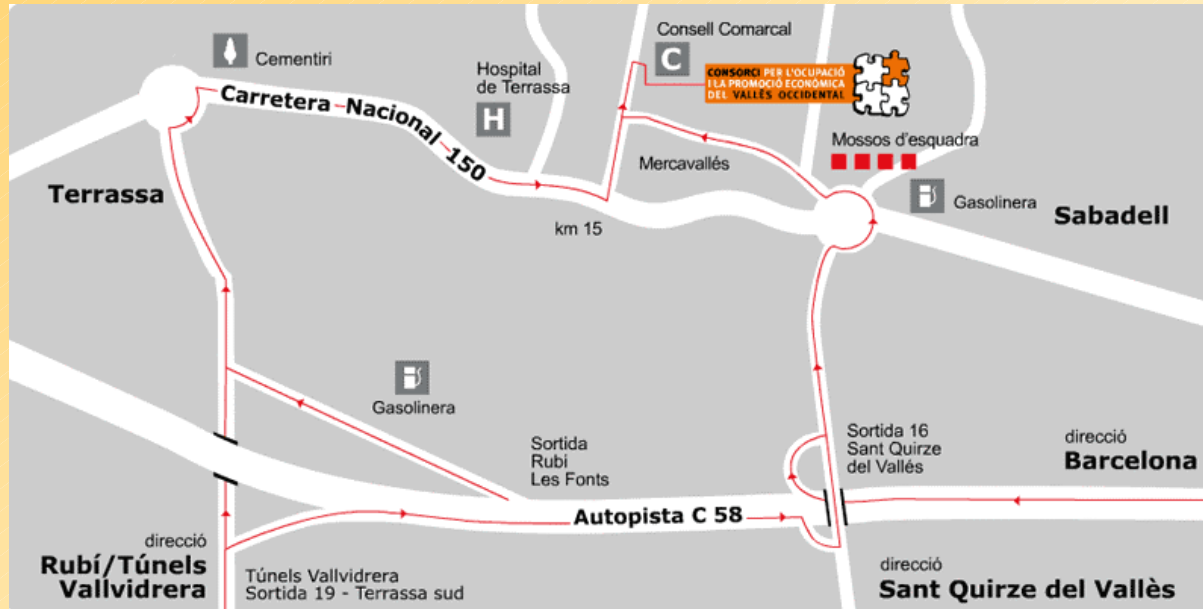 Cementiri
Carretera Nacional 150
Hospital
de Terrassa
H
Consell Comarcal
C
CONSORCI PER L'OCUPACIÓ
I LA PROMOCIÓ ECONÒMICA
DEL VALLÈS OCCIDENTAL
Mossos d'esquadra
Mercavallés
Gasolinera
Terrassa
Sabadell
km 15
Gasolinera
Sortida
Rubi
Les Fonts
Sortida 16
Sant Quirze
del Vallés
direcció
Barcelona
Autopista C 58
direcció
Rubí/Túnels
Vallvidrera
Túnels Vallvidrera
Sortida 19 - Terrassa sud
direcció
Sant Quirze del Vallès